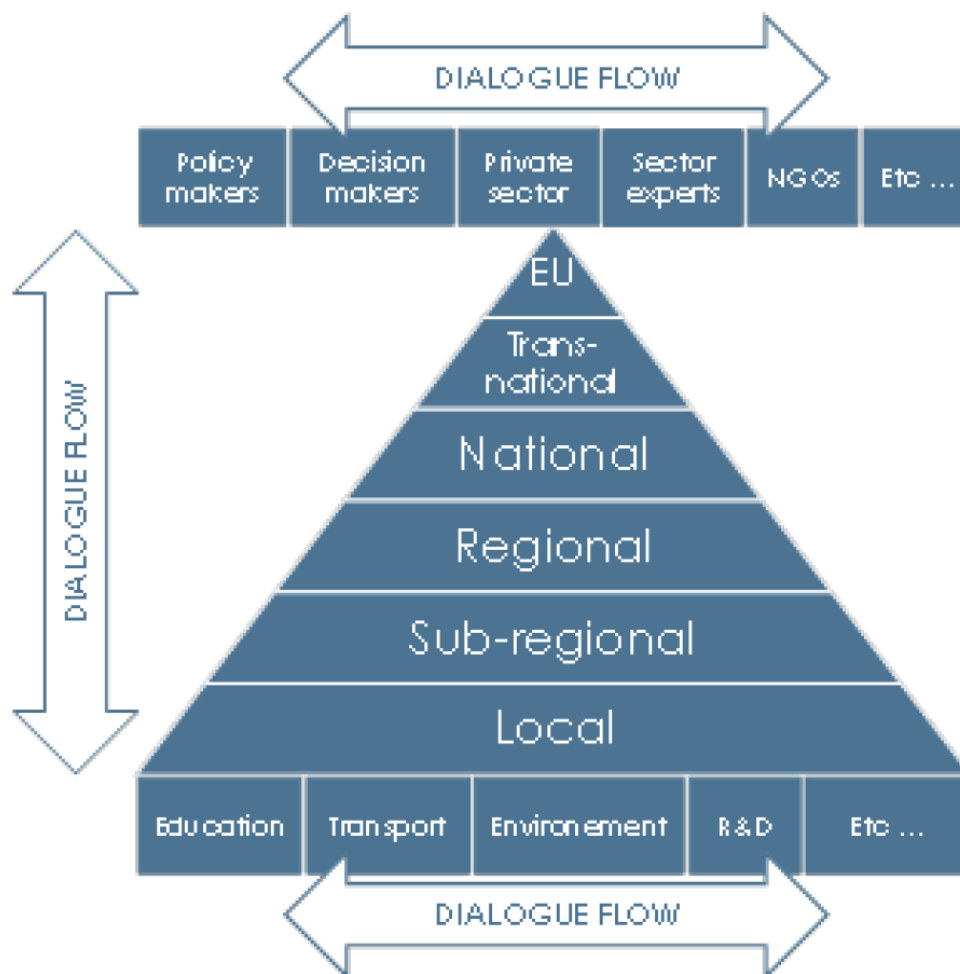 DIALOGUE FLOW
Policy
makers
Decision
makers
Private
sector
Sector
experts
NGOs
Etc ...
EU
Trans-
national
National
Regional
Sub-regional
Local
DIALOGUE FLOW
Education
Transport
Environement
R&D
Etc ...
DIALOGUE FLOW